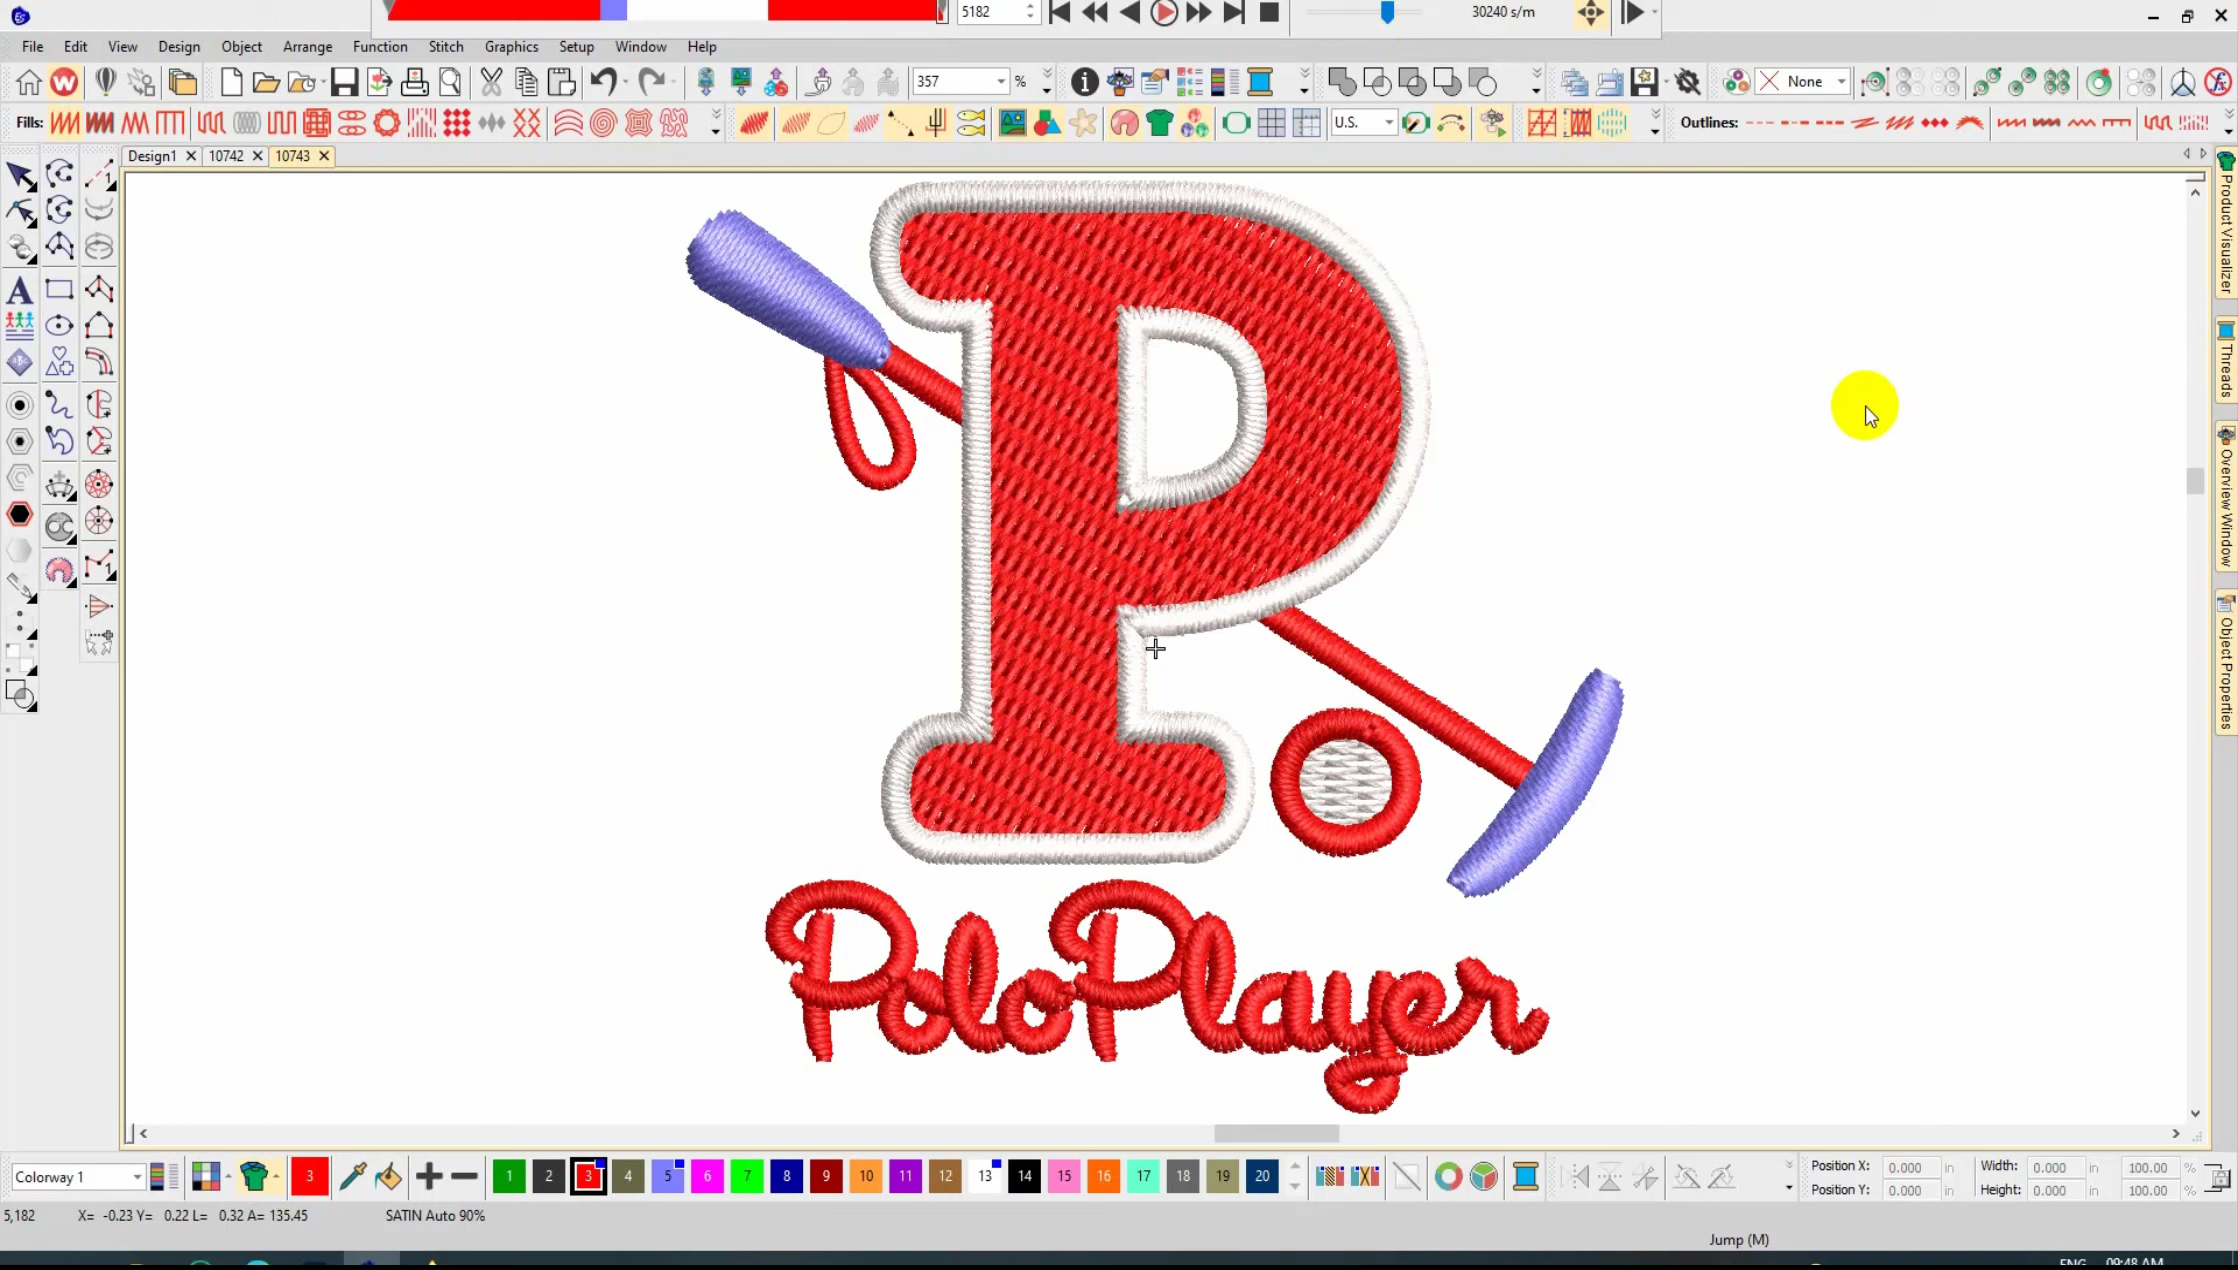 5182
30240 s/m
File Edit View Design Object Arrange Function Stitch Graphics Setup Window Help
357 %
None
Fills:
U.S.
Outlines:
Design1 10742 10743
Product Visualizer
Threads
Overview Window
Object Properties
P
PoloPlayer
Colorway 1
3
1 2 3 4 5 6 7 8 9 10 11 12 13 14 15 16 17 18 19 20
Position X: 0.000 in Width: 0.000 in 100.00 %
Position Y: 0.000 in Height: 0.000 in 100.00 %
5,182 X= -0.23 Y= 0.22 L= 0.32 A= 135.45 SATIN Auto 90%
Jump (M)
ENG 09:48 AM